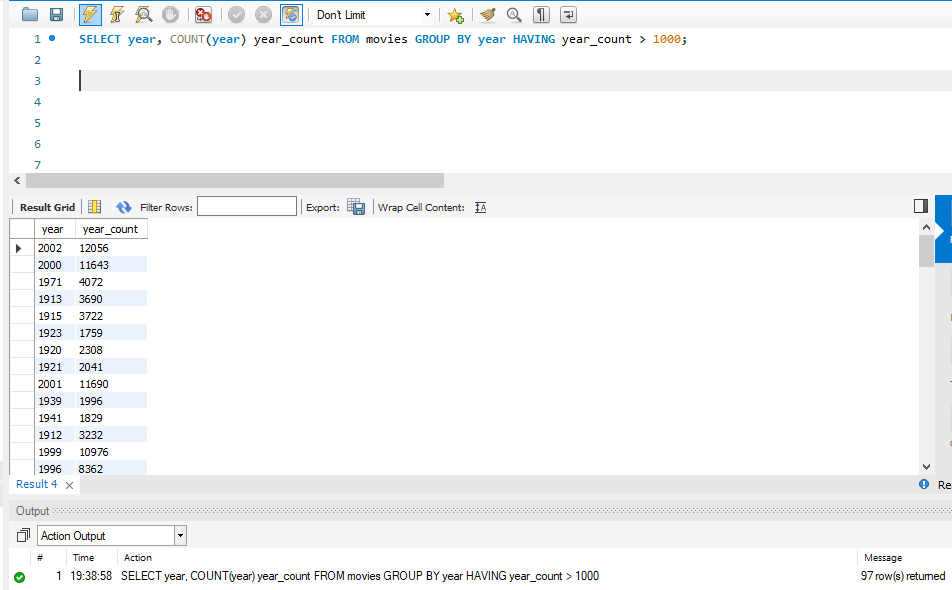 Don't Limit
1 SELECT year, COUNT(year) year_count FROM movies GROUP BY year HAVING year_count > 1000;
2
3
4
5
6
7
Result Grid Filter Rows: Export: Wrap Cell Content:
year year_count
2002 12056
2000 11643
1971 4072
1913 3690
1915 3722
1923 1759
1920 2308
1921 2041
2001 11690
1939 1996
1941 1829
1912 3232
1999 10976
1996 8362
Result 4 Re
Output
Action Output
# Time Action Message
1 19:38:58 SELECT year, COUNT(year) year_count FROM movies GROUP BY year HAVING year_count > 1000 97 row(s) returned